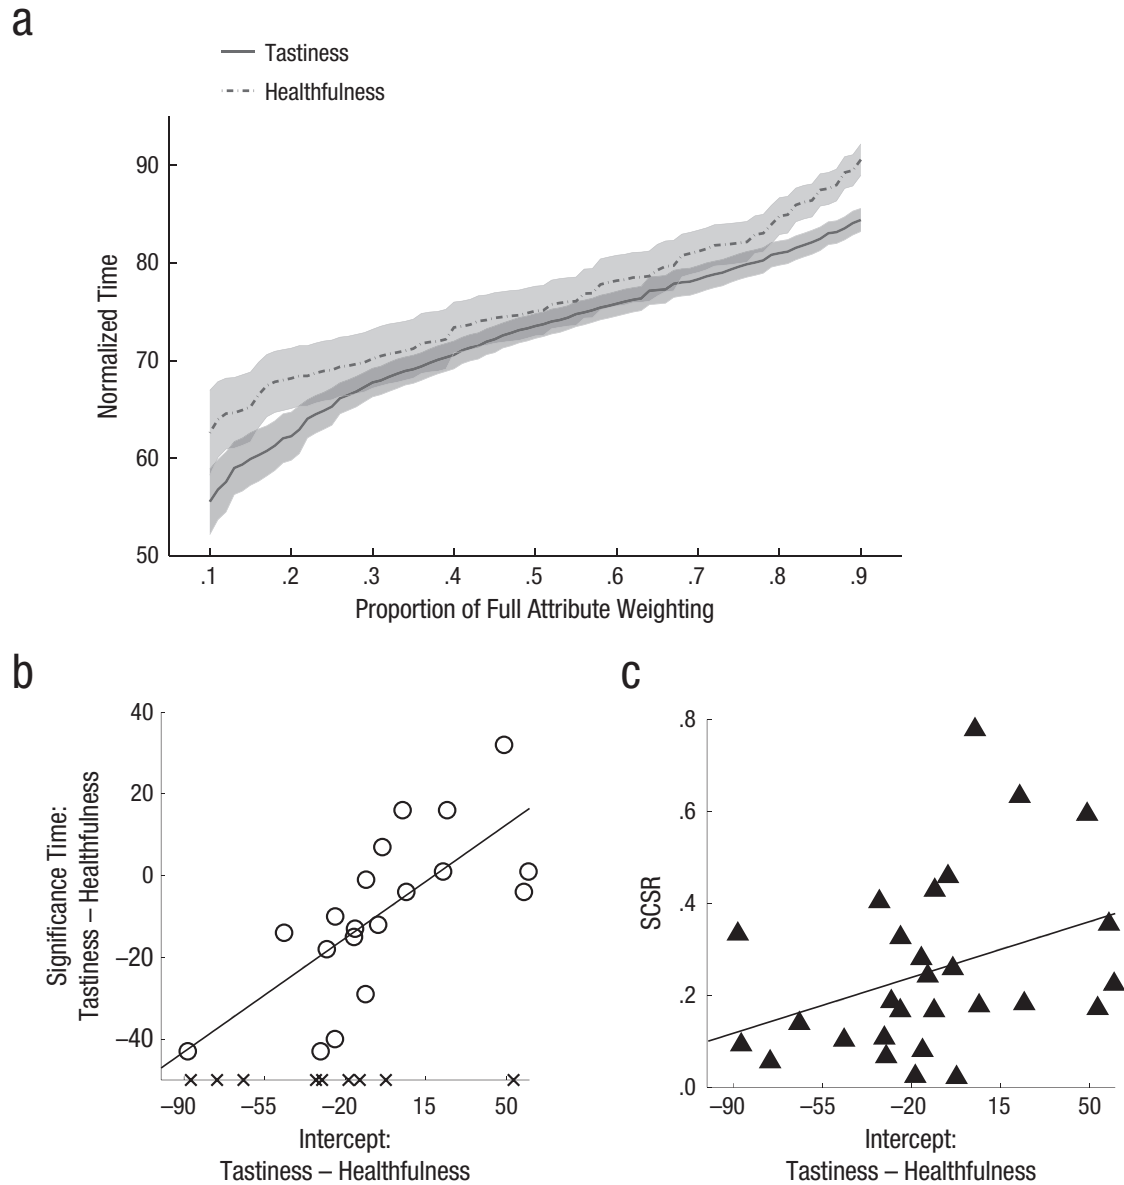 a
Tastiness
Healthfulness
90
80
70
60
50
Normalized Time
.1 .2 .3 .4 .5 .6 .7 .8 .9
Proportion of Full Attribute Weighting
b
40
20
0
–20
–40
Significance Time:
Tastiness – Healthfulness
–90 –55 –20 15 50
Intercept:
Tastiness – Healthfulness
c
.8
.6
.4
.2
.0
SCSR
–90 –55 –20 15 50
Intercept:
Tastiness – Healthfulness